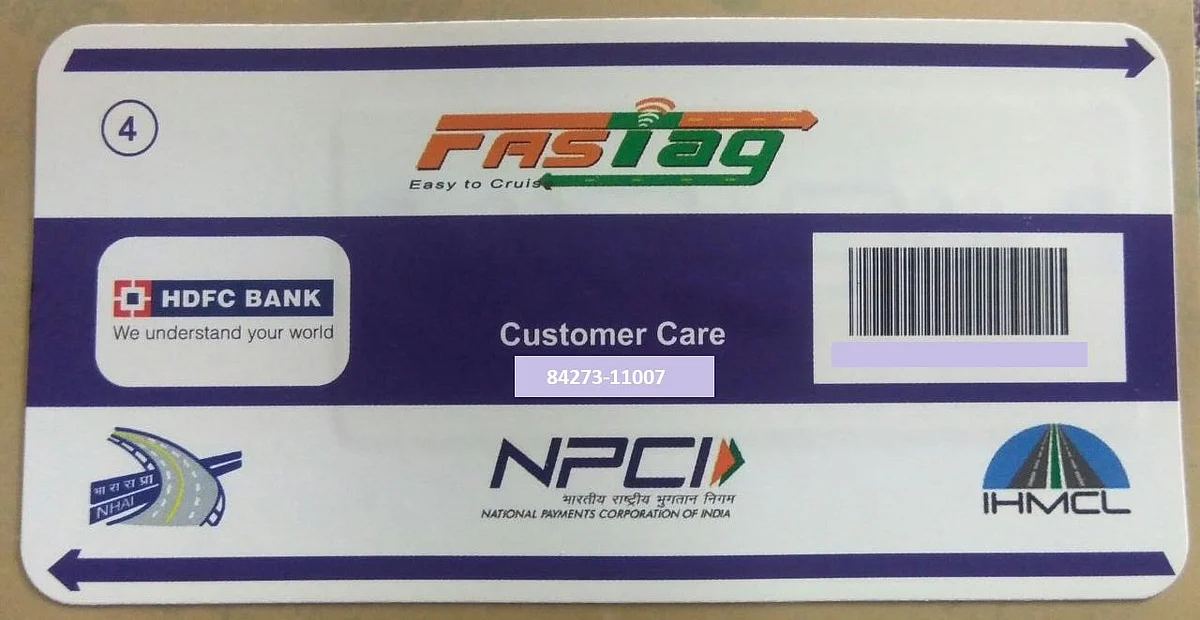 4
FASTag
Easy to Cruise
HDFC BANK
We understand your world
Customer Care
84273-11007
भा रा रा प्रा
NHAI
NPCI
भारतीय राष्ट्रीय भुगतान निगम
NATIONAL PAYMENTS CORPORATION OF INDIA
IHMCL